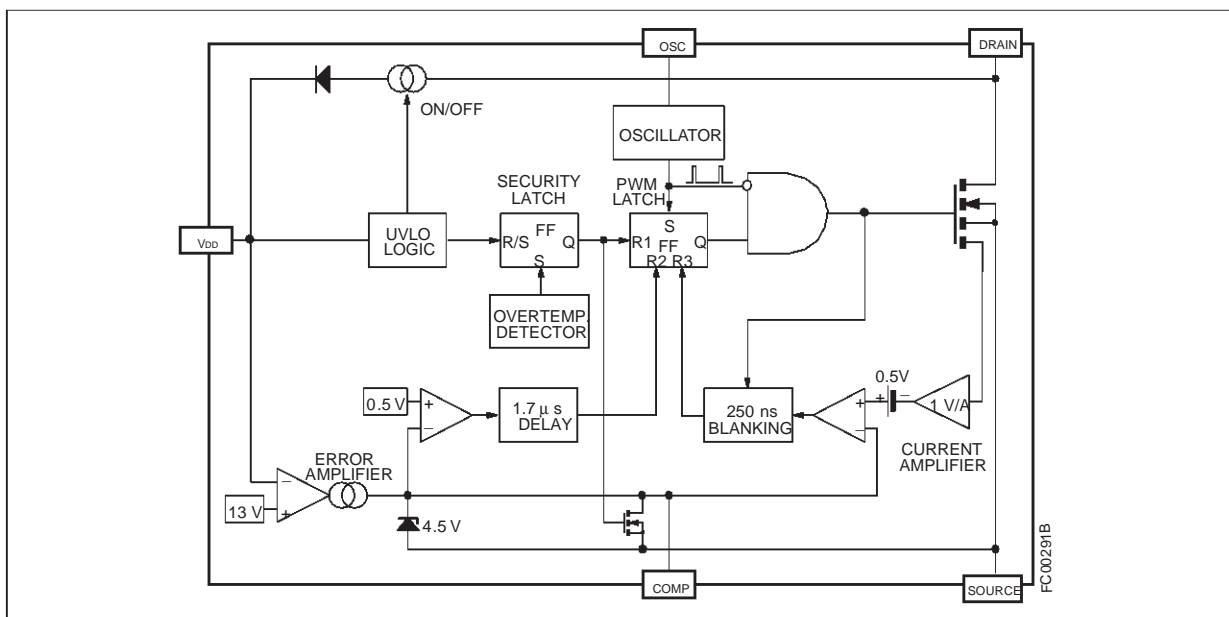 OSC
DRAIN
ON/OFF
OSCILLATOR
SECURITY
LATCH
PWM
LATCH
VDD
UVLO
LOGIC
R/S
FF
Q
S
S
R1
FF
Q
R2 R3
OVERTEMP.
DETECTOR
0.5 V
+
−
1.7 μ s
DELAY
250 ns
BLANKING
+
−
0.5V
+
−
1 V/A
CURRENT
AMPLIFIER
ERROR
AMPLIFIER
−
+
13 V
4.5 V
COMP
SOURCE
FC00291B